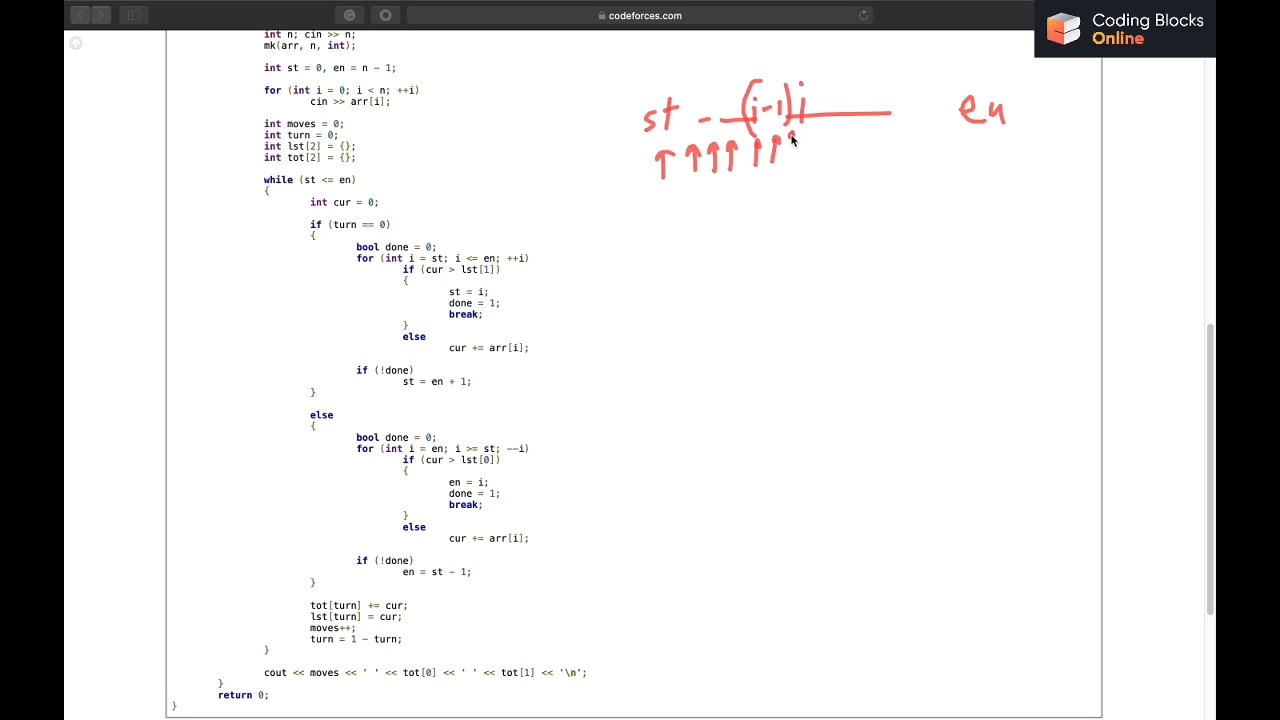 codeforces.com
Coding Blocks
Online
int n; cin >> n;
mk(arr, n, int);
int st = 0, en = n - 1;
for (int i = 0; i < n; ++i)
cin >> arr[i];
int moves = 0;
int turn = 0;
int lst[2] = {};
int tot[2] = {};
while (st <= en)
{
int cur = 0;
if (turn == 0)
{
bool done = 0;
for (int i = st; i <= en; ++i)
if (cur > lst[1])
{
st = i;
done = 1;
break;
}
else
cur += arr[i];
if (!done)
st = en + 1;
}
else
{
bool done = 0;
for (int i = en; i >= st; --i)
if (cur > lst[0])
{
en = i;
done = 1;
break;
}
else
cur += arr[i];
if (!done)
en = st - 1;
}
tot[turn] += cur;
lst[turn] = cur;
moves++;
turn = 1 - turn;
}
cout << moves << ' ' << tot[0] << ' ' << tot[1] << '\n';
}
return 0;
}
st - (i-1) i en